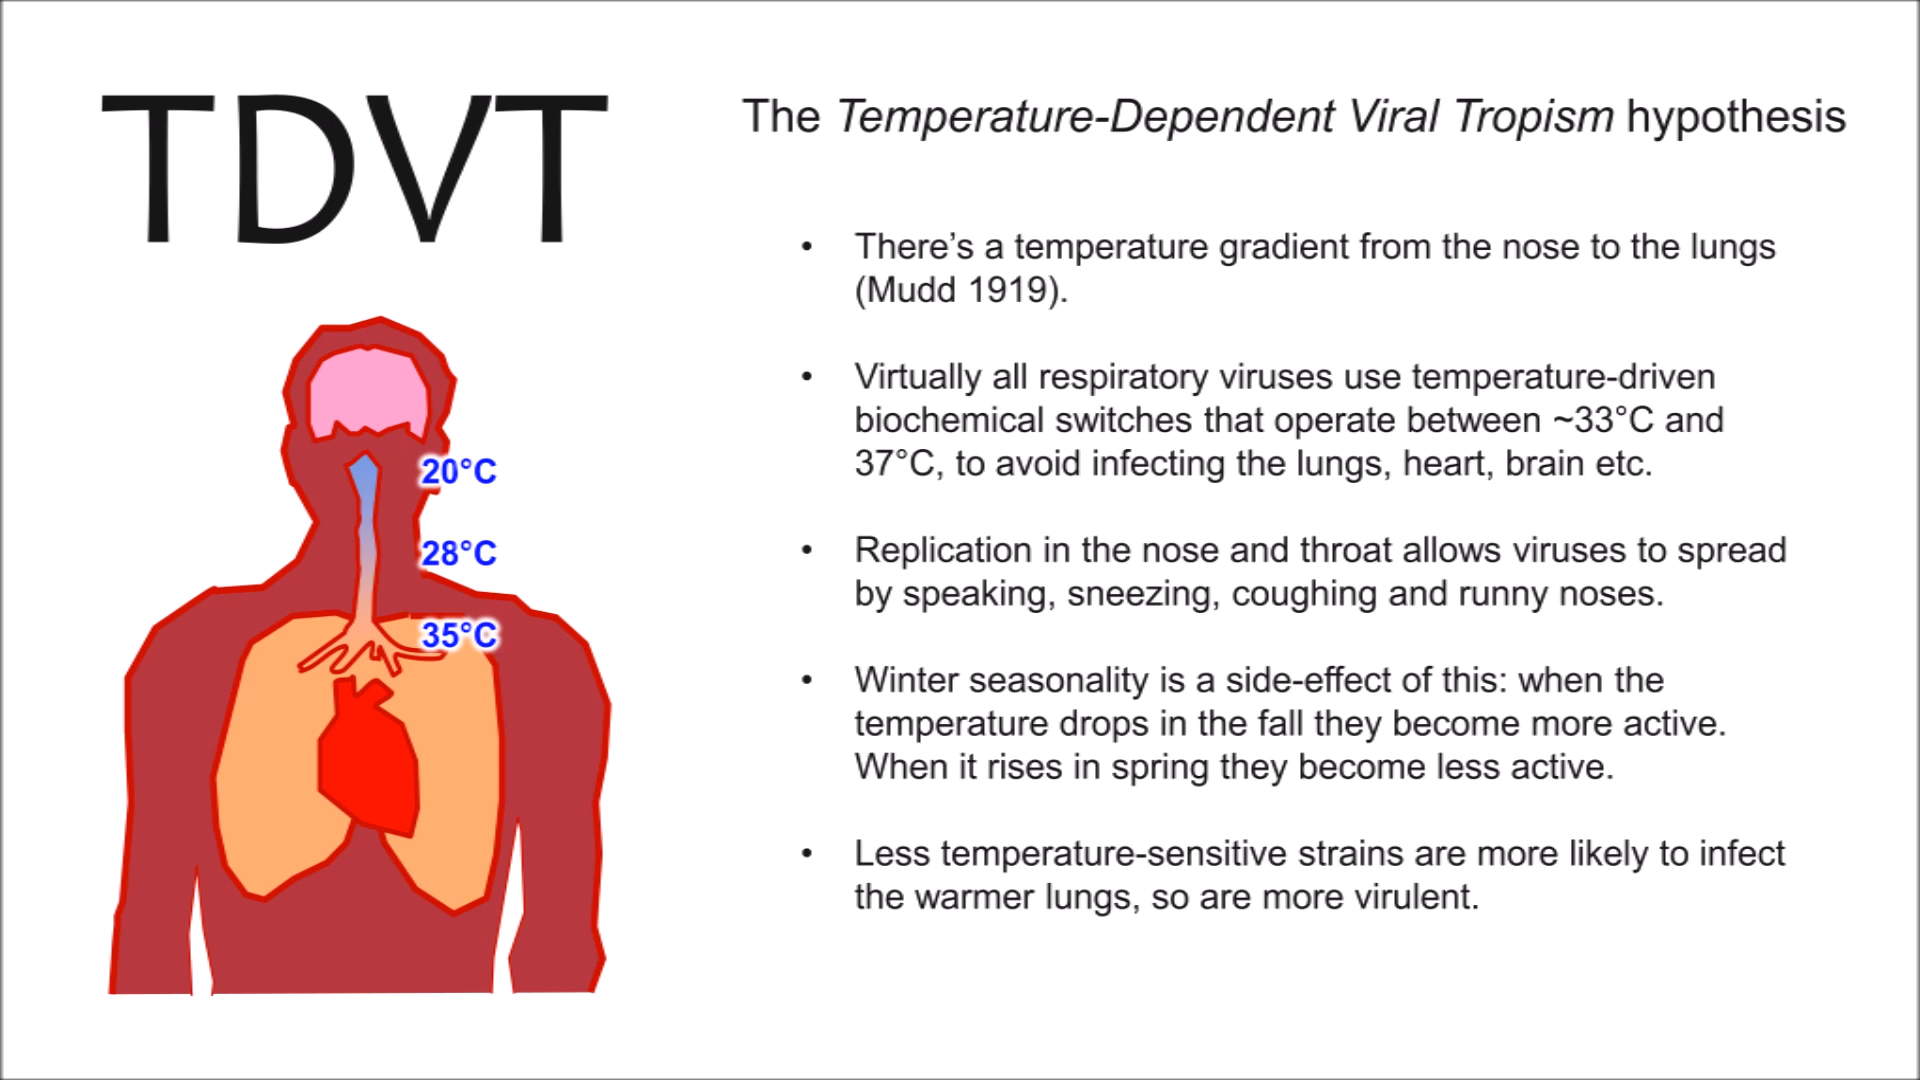 TDVT
The Temperature-Dependent Viral Tropism hypothesis
• There’s a temperature gradient from the nose to the lungs
(Mudd 1919).
• Virtually all respiratory viruses use temperature-driven
biochemical switches that operate between ~33°C and
37°C, to avoid infecting the lungs, heart, brain etc.
• Replication in the nose and throat allows viruses to spread
by speaking, sneezing, coughing and runny noses.
• Winter seasonality is a side-effect of this: when the
temperature drops in the fall they become more active.
When it rises in spring they become less active.
• Less temperature-sensitive strains are more likely to infect
the warmer lungs, so are more virulent.
20°C
28°C
35°C